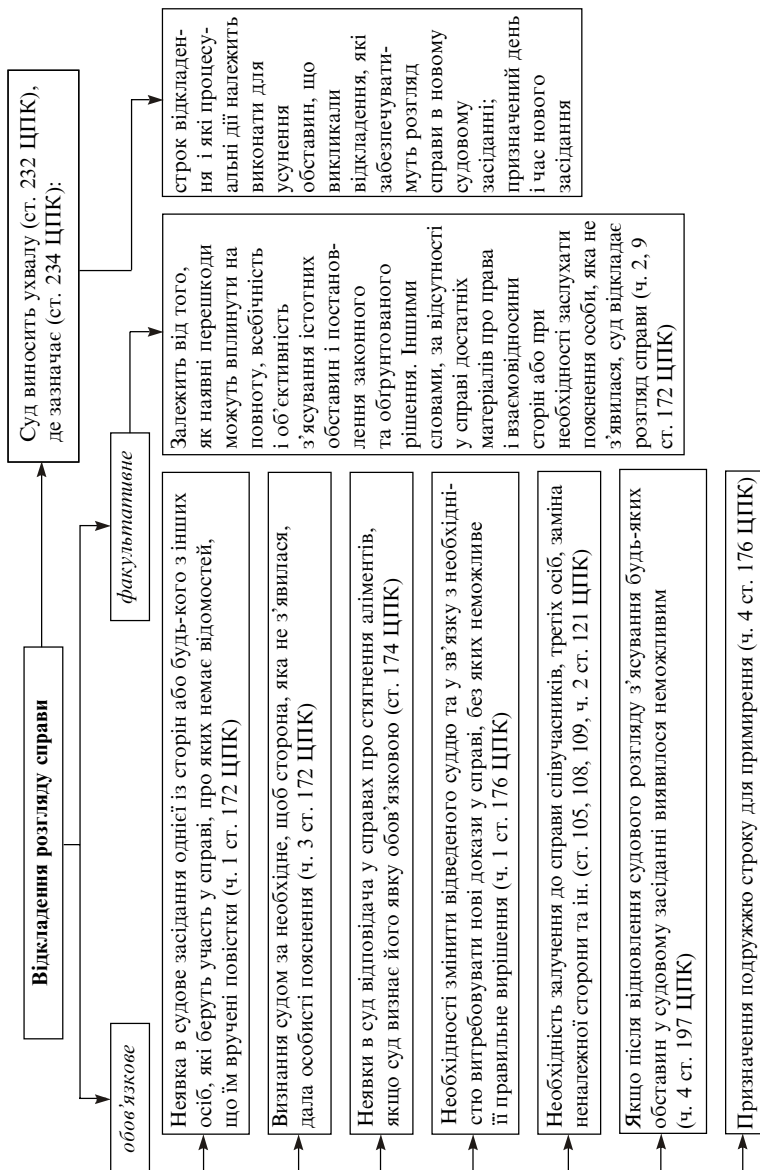 Відкладення розгляду справи
Суд виносить ухвалу (ст. 232 ЦПК),
де зазначає (ст. 234 ЦПК):
обов’язкове
факультативне
Неявка в судове засідання однієї із сторін або будь-кого з інших
осіб, які беруть участь у справі, про яких немає відомостей,
що їм вручені повістки (ч. 1 ст. 172 ЦПК)
Визнання судом за необхідне, щоб сторона, яка не з’явилася,
дала особисті пояснення (ч. 3 ст. 172 ЦПК)
Неявки в суд відповідача у справах про стягнення аліментів,
якщо суд визнає його явку обов’язковою (ст. 174 ЦПК)
Необхідності змінити відведеного суддю та у зв’язку з необхідні-
стю витребовувати нові докази у справі, без яких неможливе
її правильне вирішення (ч. 1 ст. 176 ЦПК)
Необхідність залучення до справи співучасників, третіх осіб, заміна
неналежної сторони та ін. (ст. 105, 108, 109, ч. 2 ст. 121 ЦПК)
Якщо після відновлення судового розгляду з’ясування будь-яких
обставин у судовому засіданні виявилося неможливим
(ч. 4 ст. 197 ЦПК)
Призначення подружжю строку для примирення (ч. 4 ст. 176 ЦПК)
Залежить від того,
як наявні перешкоди
можуть вплинути на
повноту, всебічність
і об’єктивність
з’ясування істотних
обставин і постанов-
лення законного
та обґрунтованого
рішення. Іншими
словами, за відсутності
у справі достатніх
матеріалів про права
і взаємовідносини
сторін або при
необхідності заслухати
пояснення особи, яка не
з’явилася, суд відкладає
розгляд справи (ч. 2, 9
ст. 172 ЦПК)
строк відкладен-
ня і які процесу-
альні дії належить
виконати для
усунення
обставин, що
викликали
відкладення, які
забезпечувати-
муть розгляд
справи в новому
судовому
засіданні;
призначений день
і час нового
засідання